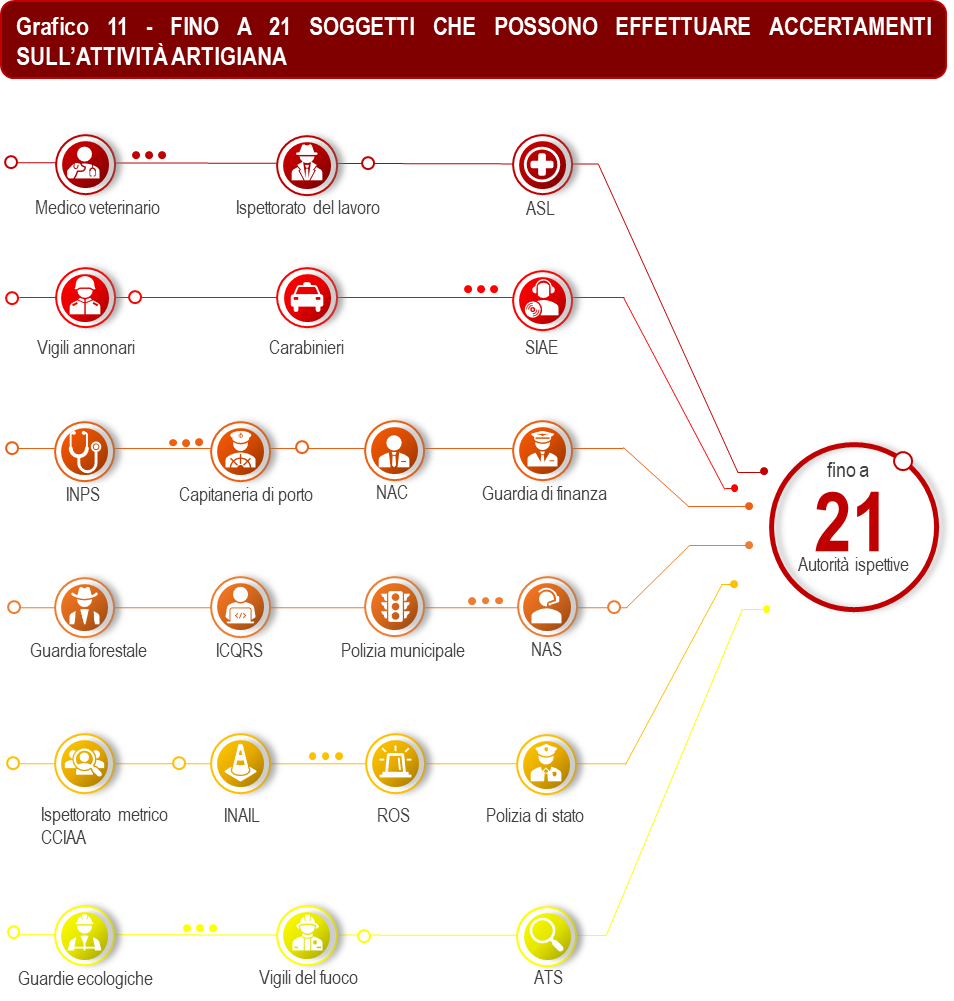 Grafico 11 - FINO A 21 SOGGETTI CHE POSSONO EFFETTUARE ACCERTAMENTI
SULL'ATTIVITÀ ARTIGIANA
Medico veterinario
Ispettorato del lavoro
ASL
Vigili annonari
Carabinieri
SIAE
INPS
Capitaneria di porto
NAC
Guardia di finanza
fino a
21
Autorità ispettive
Guardia forestale
ICQRS
Polizia municipale
NAS
Ispettorato metrico
CCIAA
INAIL
ROS
Polizia di stato
Guardie ecologiche
Vigili del fuoco
ATS